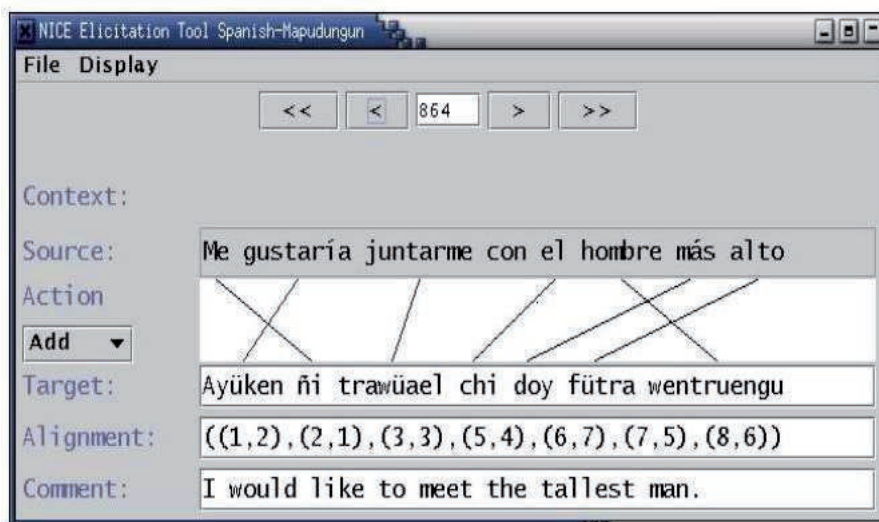 NICE Elicitation Tool Spanish-Mapudungun
File Display
<< < 864 > >>
Context:
Source: Me gustaría juntarme con el hombre más alto
Action
Add
Target: Ayüken ñi trawüael chi doy fütra wentruengu
Alignment: ((1,2),(2,1),(3,3),(5,4),(6,7),(7,5),(8,6))
Comment: I would like to meet the tallest man.